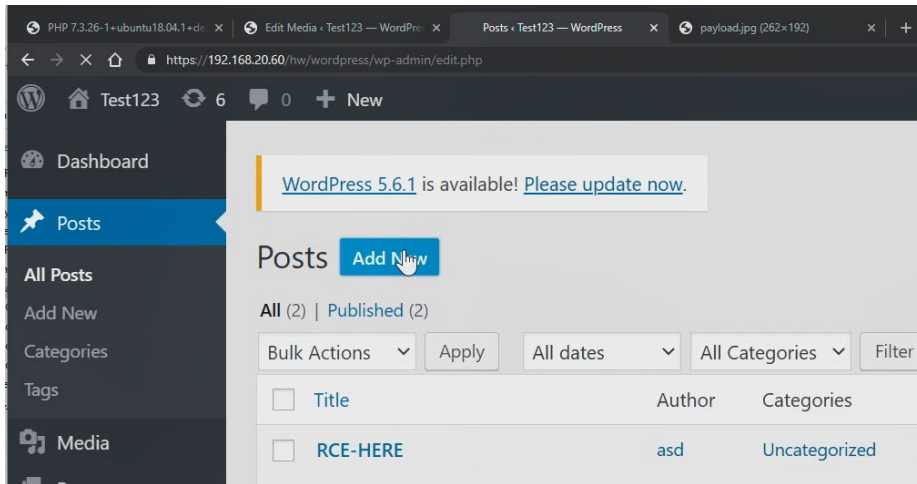 PHP 7.3.26-1+ubuntu18.04.1+de
Edit Media ‹ Test123 — WordPre
Posts ‹ Test123 — WordPress
payload.jpg (262×192)
https://192.168.20.60/hw/wordpress/wp-admin/edit.php
Test123 6 0 + New
Dashboard
WordPress 5.6.1 is available! Please update now.
Posts
Posts Add New
All Posts
Add New
Categories
Tags
Media
All (2) | Published (2)
Bulk Actions Apply All dates All Categories Filter
Title Author Categories
RCE-HERE asd Uncategorized